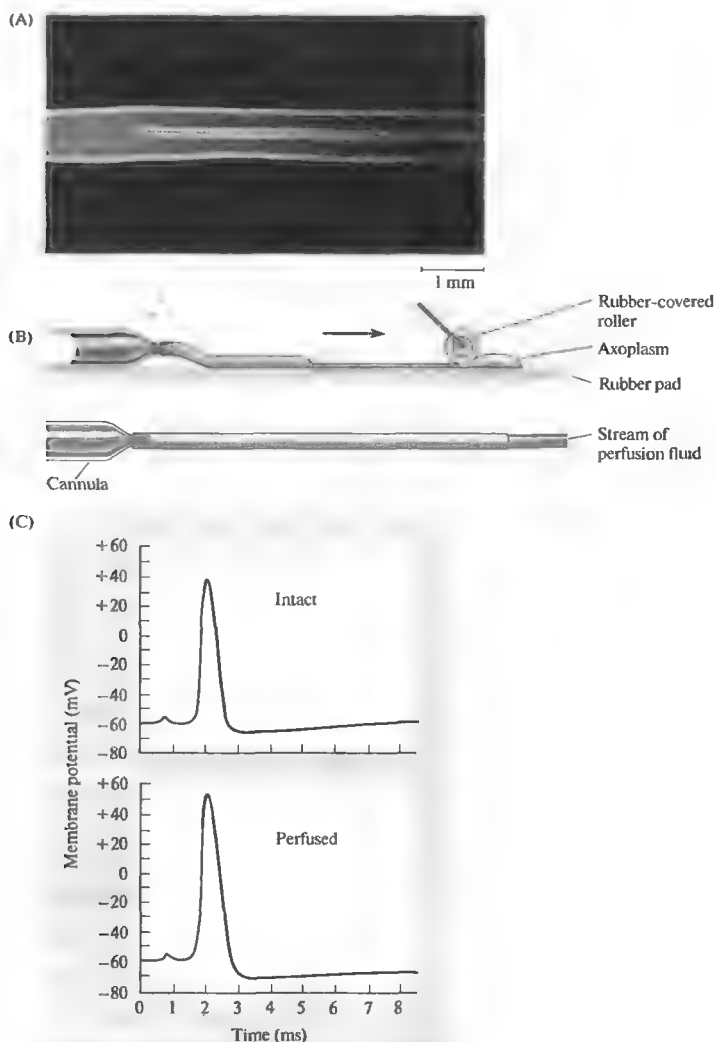 (A)
1 mm
(B)
Rubber-covered
roller
Axoplasm
Rubber pad
Stream of
perfusion fluid
Cannula
(C)
Membrane potential (mV)
+60
+40
+20
0
−20
−40
−60
−80
Intact
+60
+40
+20
0
−20
−40
−60
−80
Perfused
0 1 2 3 4 5 6 7 8
Time (ms)